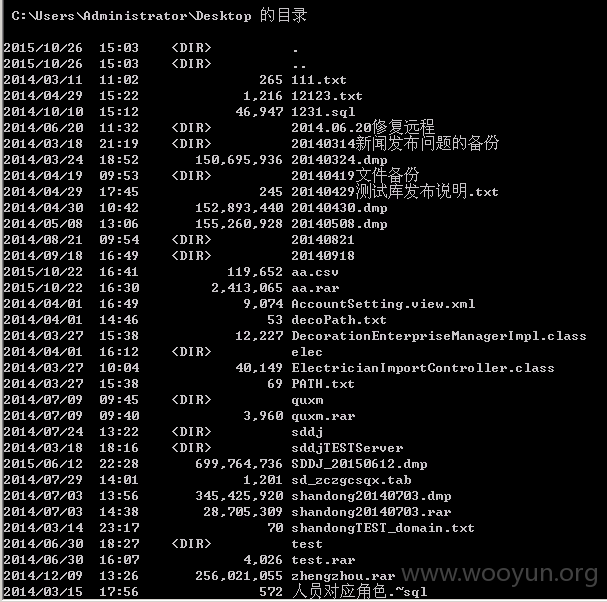 C:\Users\Administrator\Desktop 的目录
2015/10/26 15:03 <DIR> .
2015/10/26 15:03 <DIR> ..
2014/03/11 11:02 265 111.txt
2014/04/29 15:22 1,216 12123.txt
2014/10/10 15:12 46,947 1231.sql
2014/06/20 11:32 <DIR> 2014.06.20修复远程
2014/03/18 21:19 <DIR> 20140314新闻发布问题的备份
2014/03/24 18:52 150,695,936 20140324.dmp
2014/04/19 09:53 <DIR> 20140419文件备份
2014/04/29 17:45 245 20140429测试库发布说明.txt
2014/04/30 10:42 152,893,440 20140430.dmp
2014/05/08 13:06 155,260,928 20140508.dmp
2014/08/21 09:54 <DIR> 20140821
2014/09/18 16:49 <DIR> 20140918
2015/10/22 16:41 119,652 aa.csv
2015/10/22 16:30 2,413,065 aa.rar
2014/04/01 16:49 9,074 AccountSetting.view.xml
2014/04/01 14:46 53 decoPath.txt
2014/03/27 15:38 12,227 DecorationEnterpriseManagerImpl.class
2014/04/01 16:12 <DIR> elec
2014/03/27 10:04 40,149 ElectricianImportController.class
2014/03/27 15:38 69 PATH.txt
2014/07/09 09:45 <DIR> quxm
2014/07/09 09:40 3,960 quxm.rar
2014/07/24 13:22 <DIR> sddj
2014/03/18 18:16 <DIR> sddjTESTServer
2015/06/12 22:28 699,764,736 SDDJ_20150612.dmp
2014/07/29 14:01 1,201 sd_zczgcsqx.tab
2014/07/03 13:56 345,425,920 shandong20140703.dmp
2014/07/03 14:38 28,705,309 shandong20140703.rar
2014/03/14 23:17 70 shandongTEST_domain.txt
2014/06/30 18:27 <DIR> test
2014/06/30 16:07 4,026 test.rar
2014/12/09 13:26 256,021,055 zhengzhou.rar
2014/03/15 17:56 572 人员对应角色.~sql
www.wooyun.org